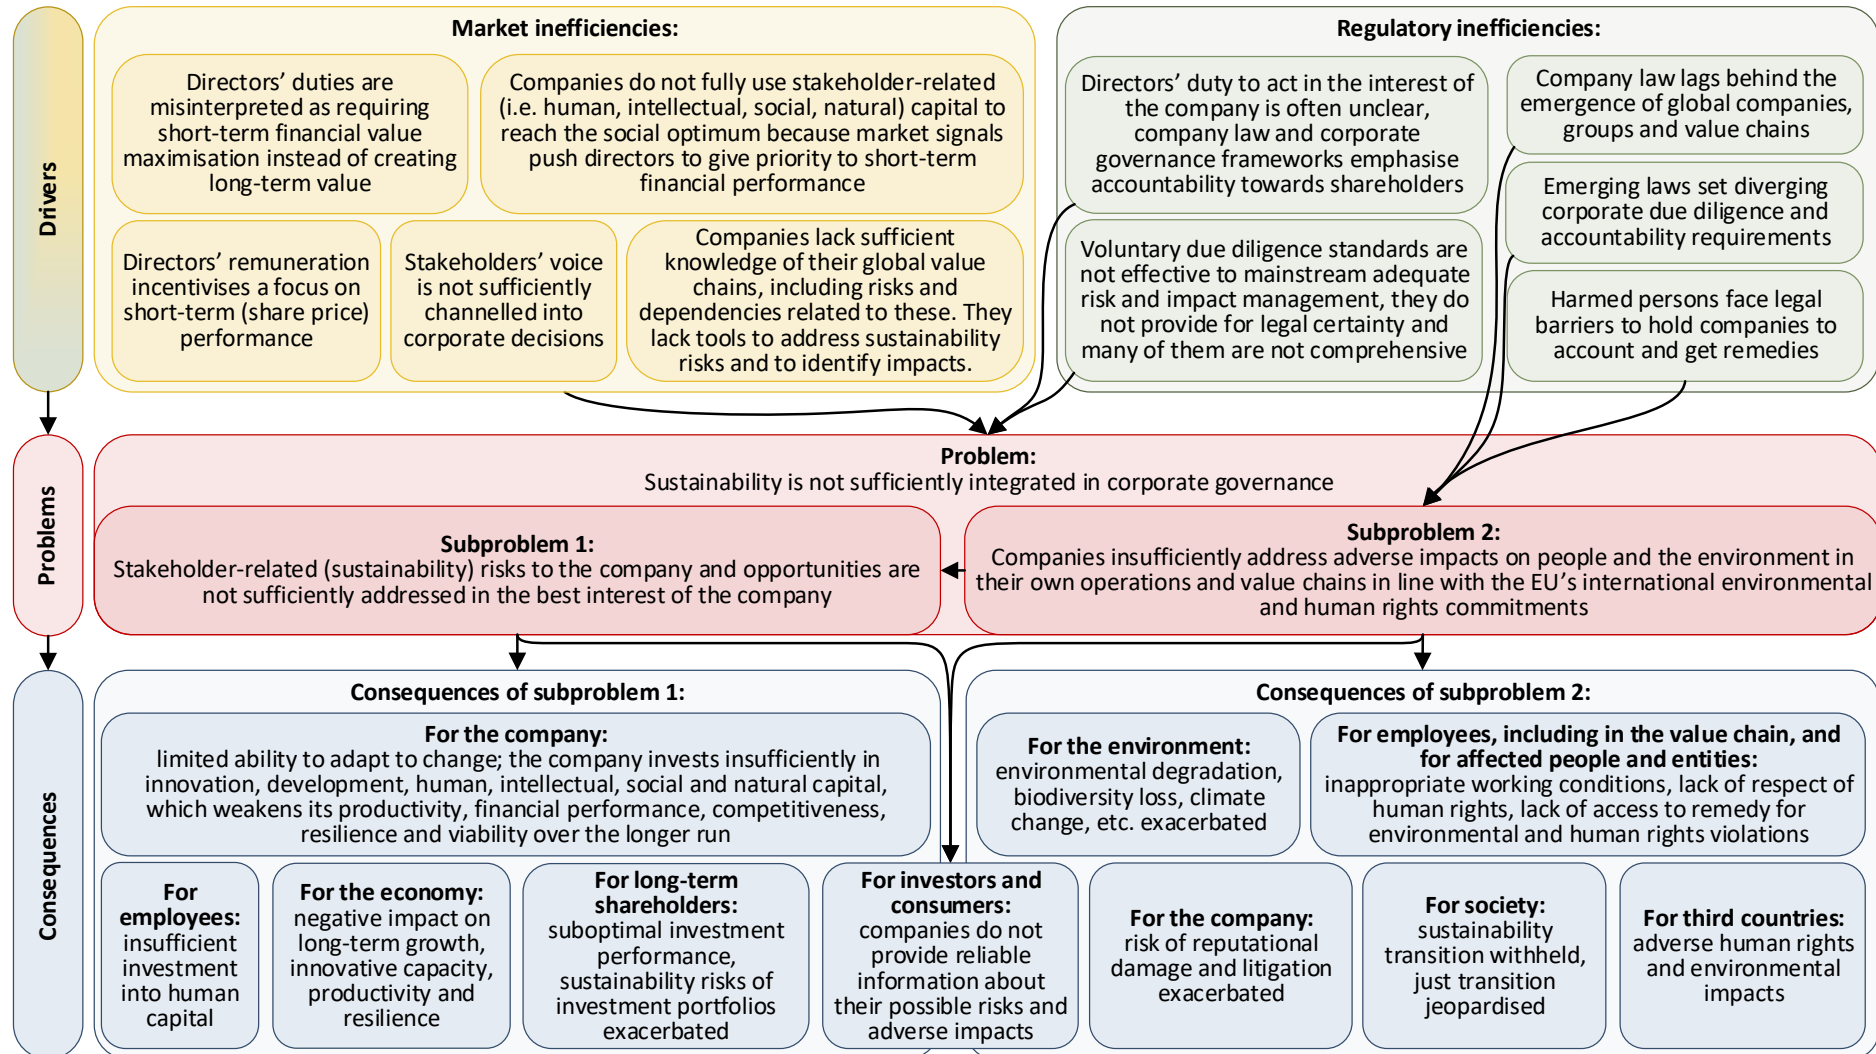 Drivers
Market inefficiencies:
Directors’ duties are
misinterpreted as requiring
short-term financial value
maximisation instead of creating
long-term value
Companies do not fully use stakeholder-related
(i.e. human, intellectual, social, natural) capital to
reach the social optimum because market signals
push directors to give priority to short-term
financial performance
Directors’ remuneration
incentivises a focus on
short-term (share price)
performance
Stakeholders’ voice
is not sufficiently
channelled into
corporate decisions
Companies lack sufficient
knowledge of their global value
chains, including risks and
dependencies related to these. They
lack tools to address sustainability
risks and to identify impacts.
Regulatory inefficiencies:
Directors’ duty to act in the interest of
the company is often unclear,
company law and corporate
governance frameworks emphasise
accountability towards shareholders
Company law lags behind the
emergence of global companies,
groups and value chains
Emerging laws set diverging
corporate due diligence and
accountability requirements
Voluntary due diligence standards are
not effective to mainstream adequate
risk and impact management, they do
not provide for legal certainty and
many of them are not comprehensive
Harmed persons face legal
barriers to hold companies to
account and get remedies
Problems
Problem:
Sustainability is not sufficiently integrated in corporate governance
Subproblem 1:
Stakeholder-related (sustainability) risks to the company and opportunities are
not sufficiently addressed in the best interest of the company
Subproblem 2:
Companies insufficiently address adverse impacts on people and the environment in
their own operations and value chains in line with the EU’s international environmental
and human rights commitments
Consequences
Consequences of subproblem 1:
For the company:
limited ability to adapt to change; the company invests insufficiently in
innovation, development, human, intellectual, social and natural capital,
which weakens its productivity, financial performance, competitiveness,
resilience and viability over the longer run
For
employees:
insufficient
investment
into human
capital
For the economy:
negative impact on
long-term growth,
innovative capacity,
productivity and
resilience
For long-term
shareholders:
suboptimal investment
performance,
sustainability risks of
investment portfolios
exacerbated
For investors and
consumers:
companies do not
provide reliable
information about
their possible risks and
adverse impacts
Consequences of subproblem 2:
For the environment:
environmental degradation,
biodiversity loss, climate
change, etc. exacerbated
For employees, including in the value chain, and
for affected people and entities:
inappropriate working conditions, lack of respect of
human rights, lack of access to remedy for
environmental and human rights violations
For the company:
risk of reputational
damage and litigation
exacerbated
For society:
sustainability
transition withheld,
just transition
jeopardised
For third countries:
adverse human rights
and environmental
impacts